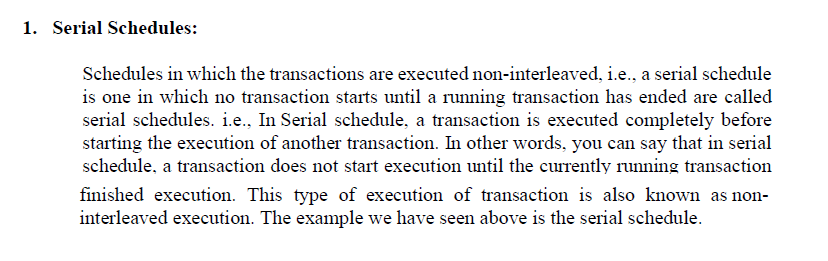 1. Serial Schedules:
Schedules in which the transactions are executed non-interleaved, i.e., a serial schedule
is one in which no transaction starts until a running transaction has ended are called
serial schedules. i.e., In Serial schedule, a transaction is executed completely before
starting the execution of another transaction. In other words, you can say that in serial
schedule, a transaction does not start execution until the currently running transaction
finished execution. This type of execution of transaction is also known as non-
interleaved execution. The example we have seen above is the serial schedule.